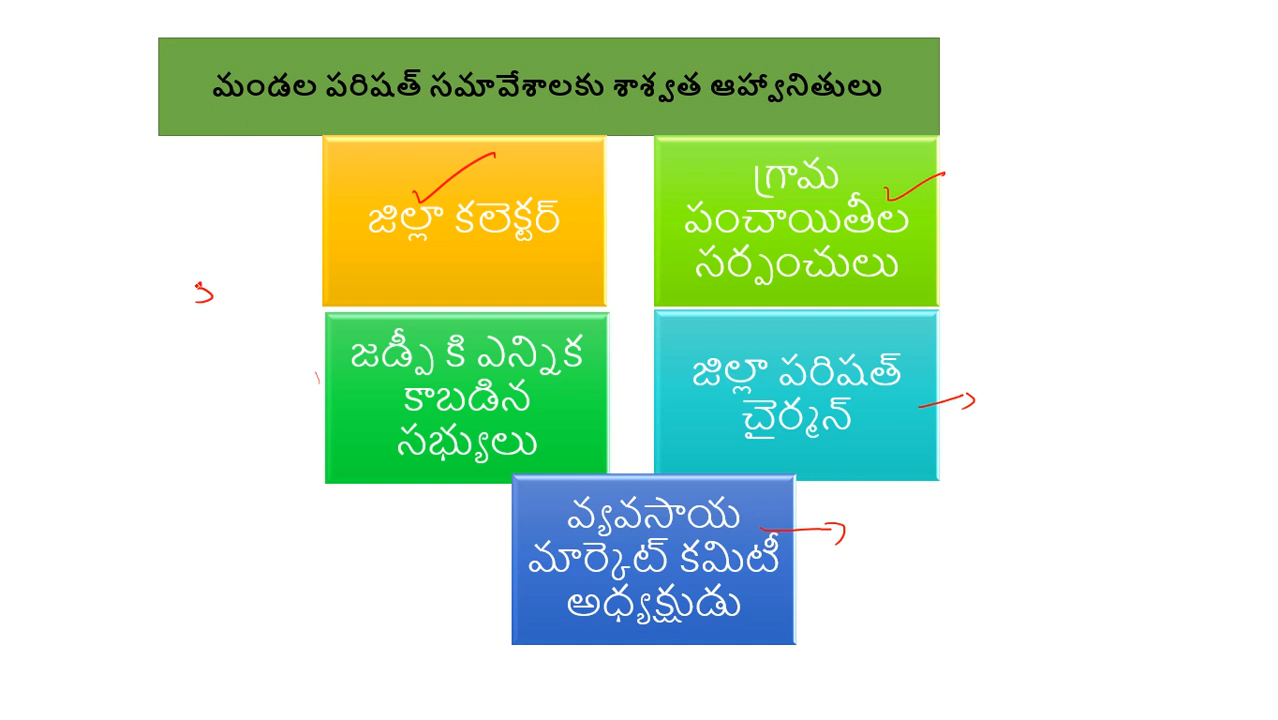 మండల పరిషత్ సమావేశాలకు శాశ్వత ఆహ్వానితులు
జిల్లా కలెక్టర్
గ్రామ
పంచాయితీల
సర్పంచులు
జడ్పీ కి ఎన్నిక
కాబడిన
సభ్యులు
జిల్లా పరిషత్
చైర్మన్
వ్యవసాయ
మార్కెట్ కమిటీ
అధ్యక్షుడు